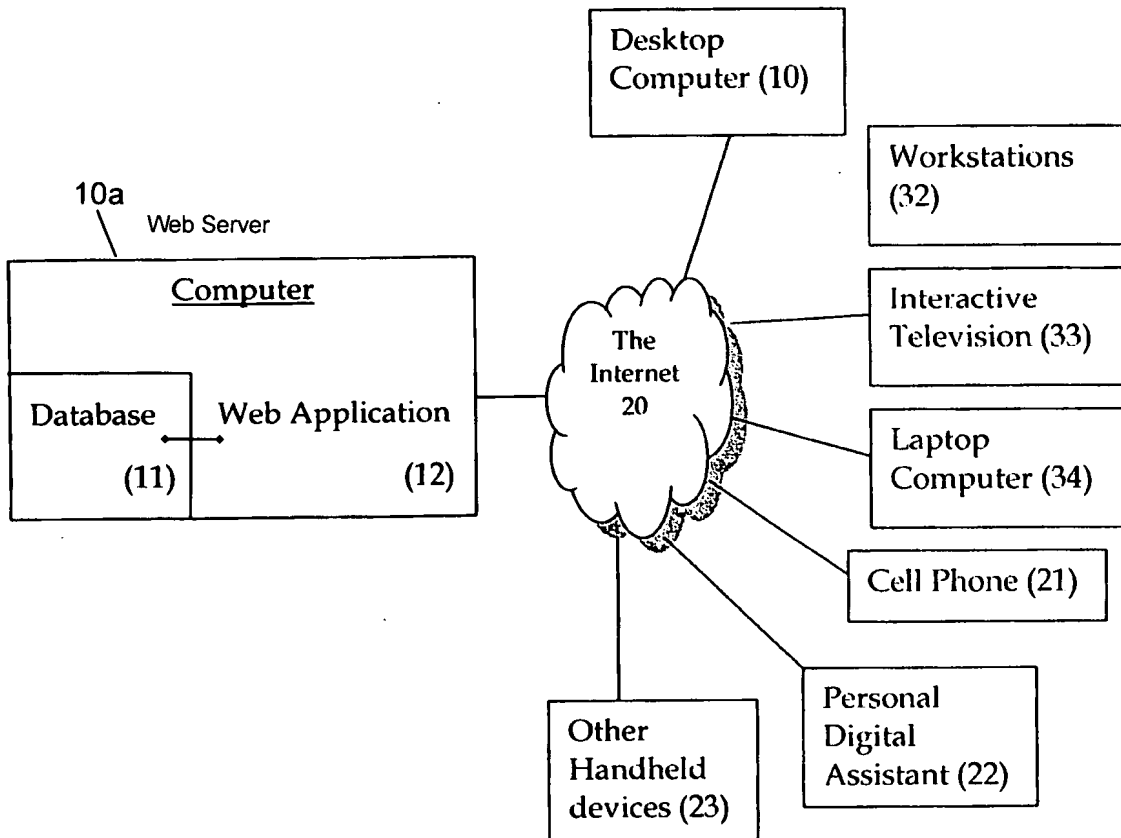 Desktop
Computer (10)
Workstations
(32)
10a
Web Server
Computer
Interactive
Television (33)
The
Internet
20
Database
(11)
Web Application
(12)
Laptop
Computer (34)
Cell Phone (21)
Personal
Digital
Assistant (22)
Other
Handheld
devices (23)